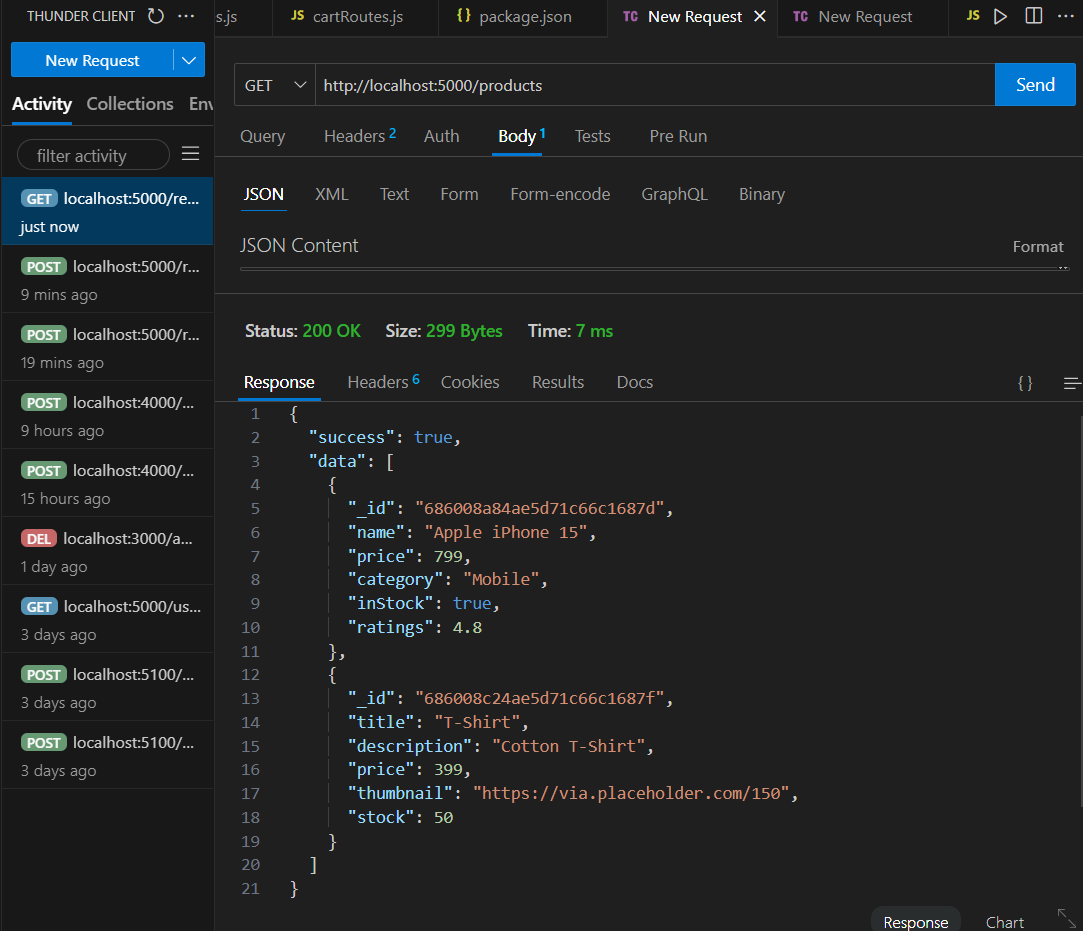 THUNDER CLIENT
s.js
JS cartRoutes.js
{} package.json
TC New Request
TC New Request
JS
New Request
Activity Collections Env
filter activity
GET localhost:5000/re...
just now
POST localhost:5000/r...
9 mins ago
POST localhost:5000/r...
19 mins ago
POST localhost:4000/...
9 hours ago
POST localhost:4000/...
15 hours ago
DEL localhost:3000/a...
1 day ago
GET localhost:5000/us...
3 days ago
POST localhost:5100/...
3 days ago
POST localhost:5100/...
3 days ago
GET http://localhost:5000/products Send
Query Headers 2 Auth Body 1 Tests Pre Run
JSON XML Text Form Form-encode GraphQL Binary
JSON Content Format
Status: 200 OK Size: 299 Bytes Time: 7 ms
Response Headers 6 Cookies Results Docs {}
1 {
2 "success": true,
3 "data": [
4 {
5 "_id": "686008a84ae5d71c66c1687d",
6 "name": "Apple iPhone 15",
7 "price": 799,
8 "category": "Mobile",
9 "inStock": true,
10 "ratings": 4.8
11 },
12 {
13 "_id": "686008c24ae5d71c66c1687f",
14 "title": "T-Shirt",
15 "description": "Cotton T-Shirt",
16 "price": 399,
17 "thumbnail": "https://via.placeholder.com/150",
18 "stock": 50
19 }
20 ]
21 }
Response Chart